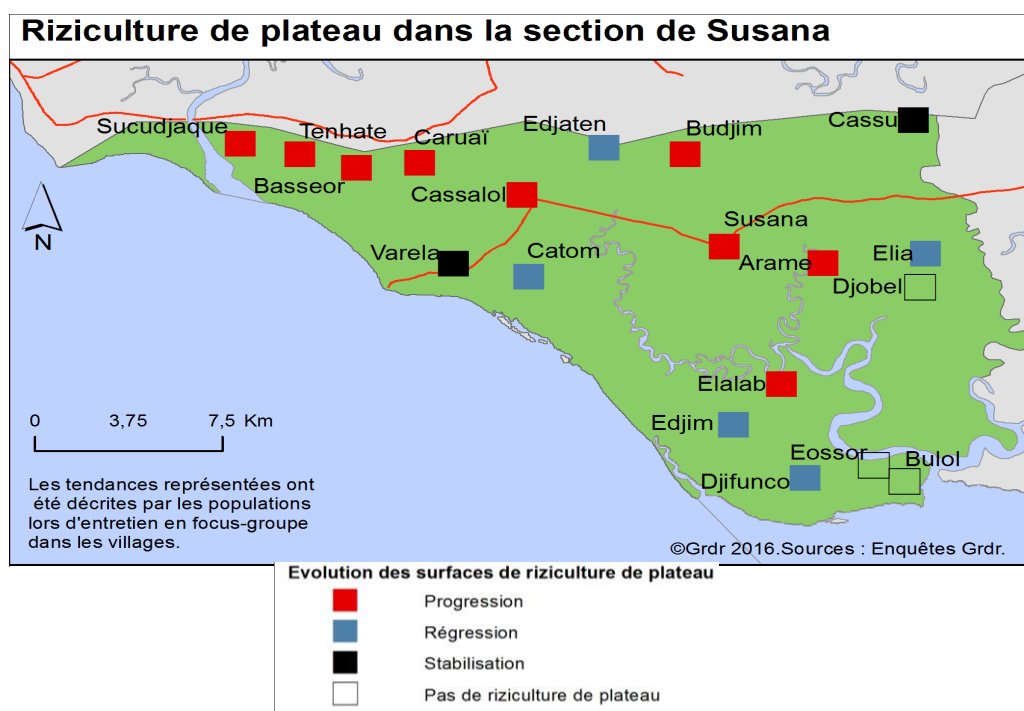 Riziculture de plateau dans la section de Susana
Cassu
Edjaten
Budjim
Sucudjaque
Tenhate
Caruaï
Basseor
Cassalol
Susana
Varela
Catom
Arame
Elia
Djobel
N
Elalab
Edjim
0 3,75 7,5 Km
Eossor
Bulol
Djifunco
Les tendances représentées ont
été décrites par les populations
lors d'entretien en focus-groupe
dans les villages.
©Grdr 2016.Sources : Enquêtes Grdr.
Evolution des surfaces de riziculture de plateau
Progression
Régression
Stabilisation
Pas de riziculture de plateau